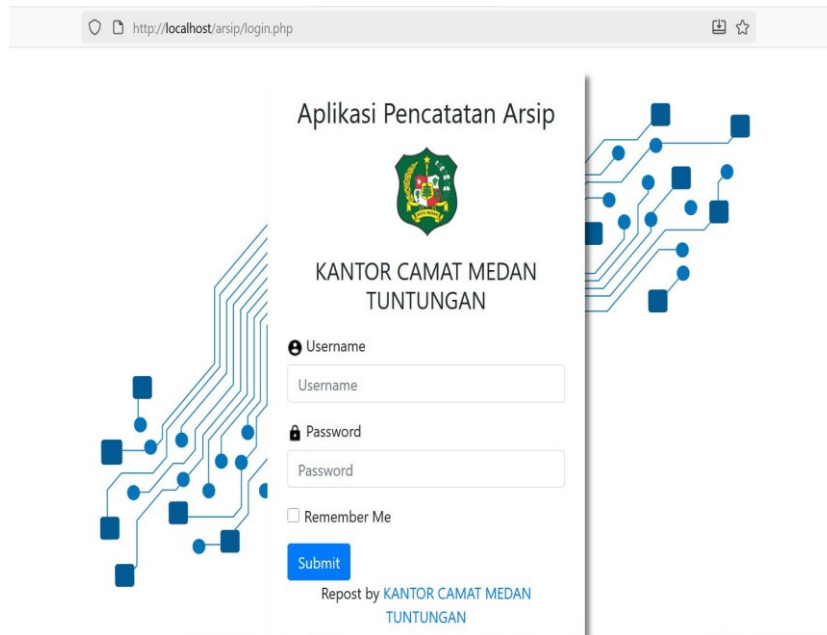 http://localhost/arsip/login.php
Aplikasi Pencatatan Arsip
KANTOR CAMAT MEDAN
TUNTUNGAN
Username
Username
Password
Password
Remember Me
Submit
Repost by KANTOR CAMAT MEDAN
TUNTUNGAN